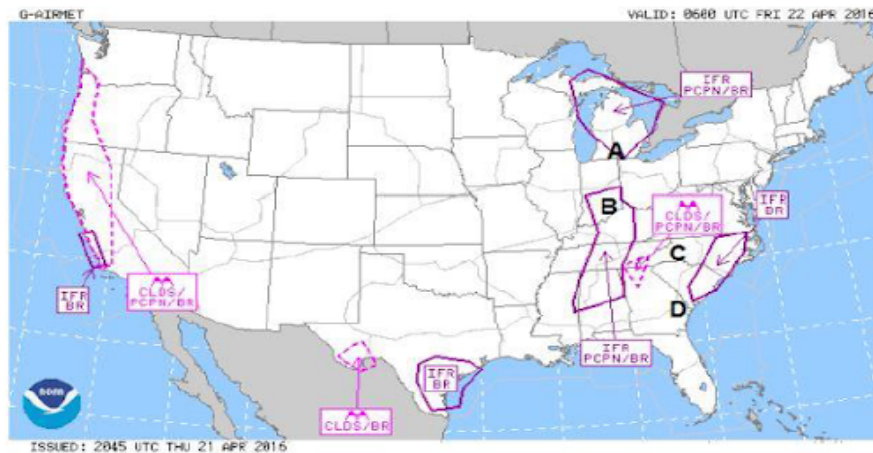 G-AIRMET
VALID: 0600 UTC FRI 22 APR 2016
IFR
PCPN/BR
A
B
CLDS/
PCPN/BR
IFR
BR
C
D
IFR
BR
CLDS/
PCPN/BR
IFR
PCPN/BR
IFR
BR
CLDS/BR
NOAA
ISSUED: 2045 UTC THU 21 APR 2016